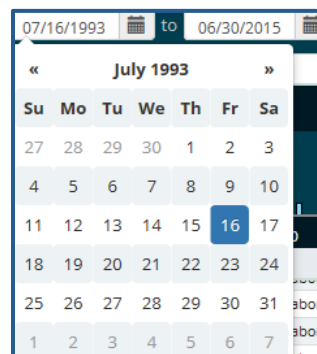 07/16/1993 to 06/30/2015
« July 1993 »
Su Mo Tu We Th Fr Sa
27 28 29 30 1 2 3
4 5 6 7 8 9 10
11 12 13 14 15 16 17
18 19 20 21 22 23 24
25 26 27 28 29 30 31
1 2 3 4 5 6 7